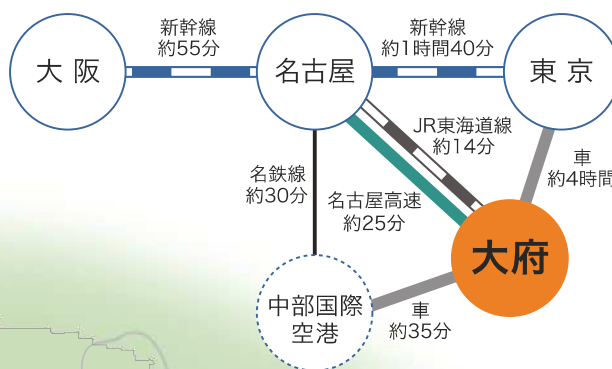 新幹線
約55分
新幹線
約1時間40分
大阪
名古屋
東京
JR東海道線
約14分
車
約4時間
名鉄線
約30分
名古屋高速
約25分
大府
中部国際
空港
車
約35分